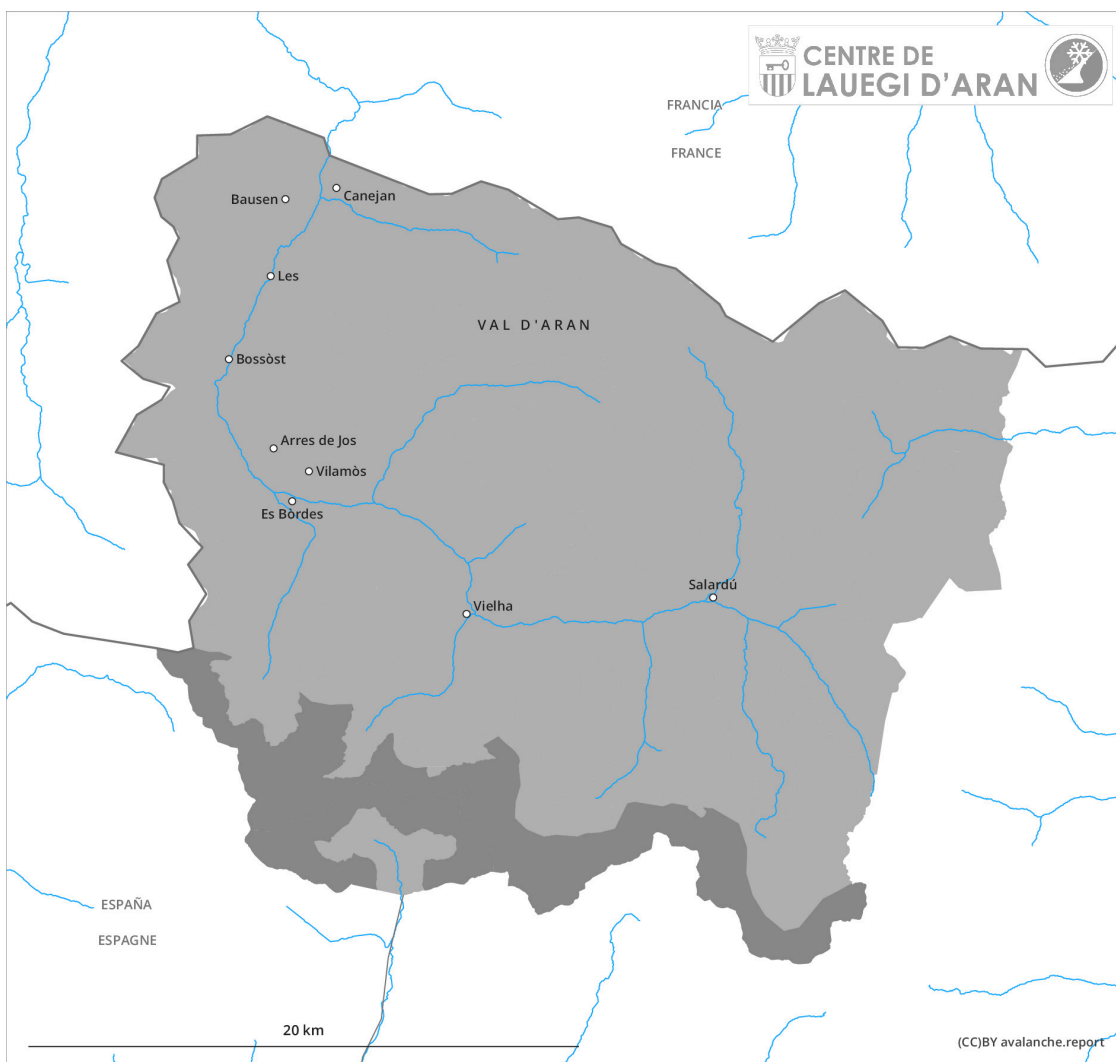 CENTRE DE
LAUEGI D'ARAN
FRANCIA
FRANCE
Bausen
Canejan
Les
VAL D'ARAN
Bossòst
Arres de Jos
Vilamòs
Es Bòrdes
Salardú
Vielha
ESPAÑA
ESPAGNE
20 km
(CC)BY avalanche.report